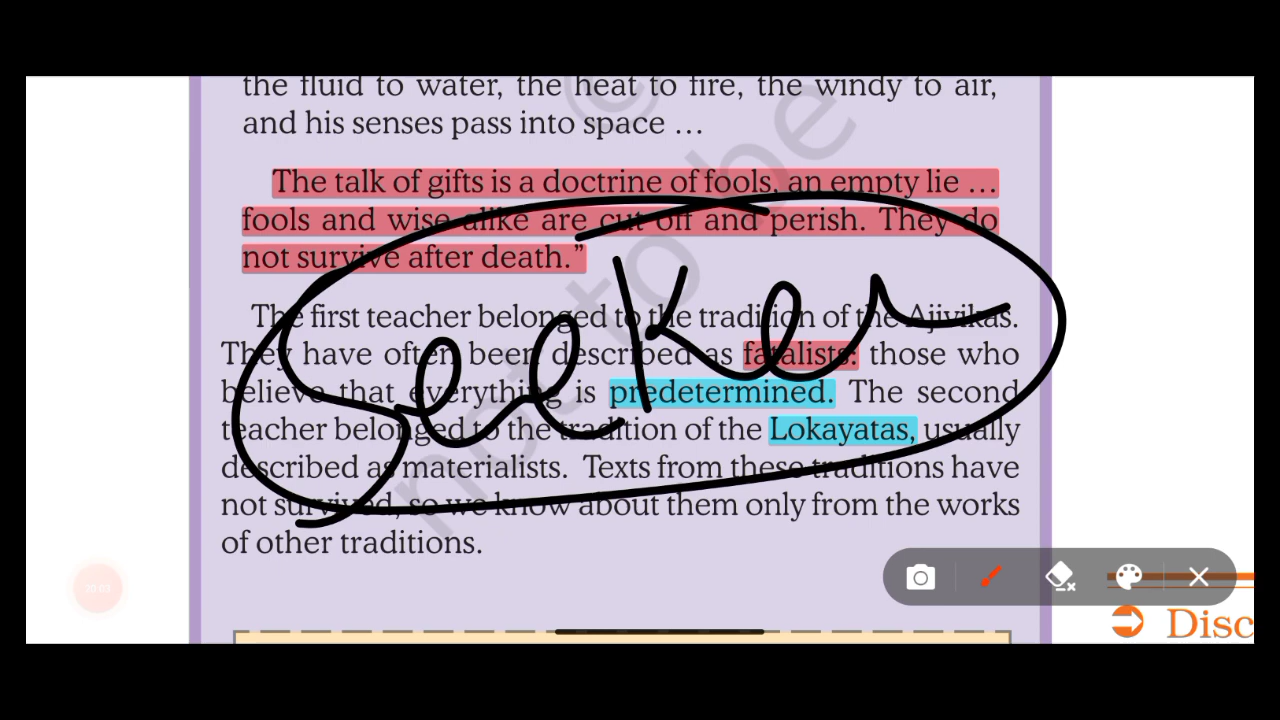 the fluid to water, the heat to fire, the windy to air,
and his senses pass into space …
The talk of gifts is a doctrine of fools, an empty lie …
fools and wise alike are cut off and perish. They do
not survive after death.”
The first teacher belonged to the tradition of the Ajivikas.
They have often been described as fatalists: those who
believe that everything is predetermined. The second
teacher belonged to the tradition of the Lokayatas, usually
described as materialists. Texts from these traditions have
not survived, so we know about them only from the works
of other traditions.
Seeker
not to be
©
Disc